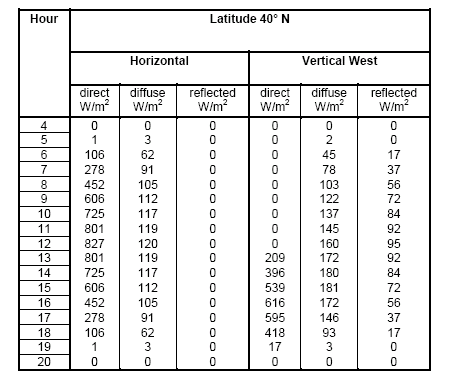 Hour Latitude 40° N
Horizontal Vertical West
direct diffuse reflected direct diffuse reflected
W/m² W/m² W/m² W/m² W/m² W/m²
4 0 0 0 0 0 0
5 1 3 0 0 2 0
6 106 62 0 0 45 17
7 278 91 0 0 78 37
8 452 105 0 0 103 56
9 606 112 0 0 122 72
10 725 117 0 0 137 84
11 801 119 0 0 145 92
12 827 120 0 0 160 95
13 801 119 0 209 172 92
14 725 117 0 396 180 84
15 606 112 0 539 181 72
16 452 105 0 616 172 56
17 278 91 0 595 146 37
18 106 62 0 418 93 17
19 1 3 0 17 3 0
20 0 0 0 0 0 0